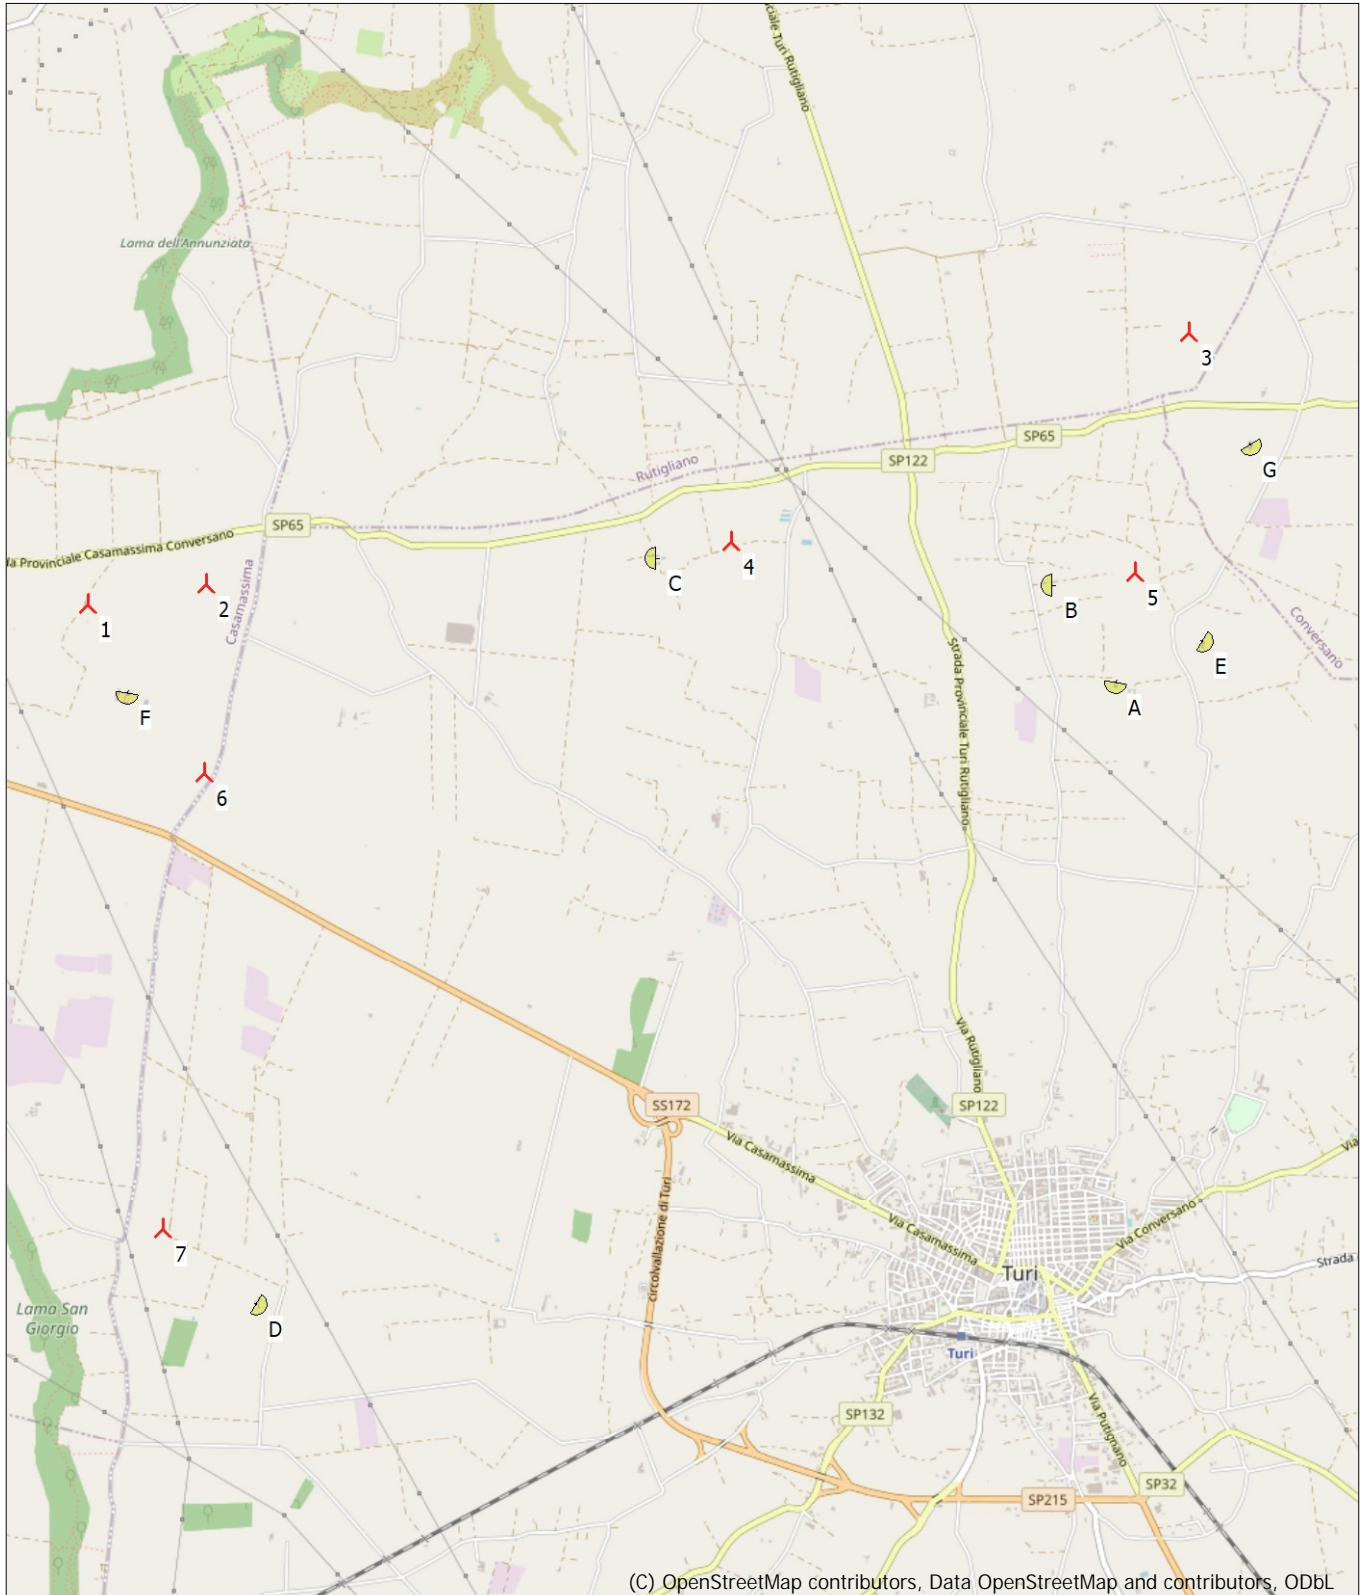 ciale Turi Rutigliano
Lama dell'Annunziata
3
SP65
Rutigliano
SP122
G
SP65
da Provinciale Casamassima Conversano
4
C
2
1
Casamassima
5
B
Conversano
E
A
F
Strada Provinciale Turi Rutigliano
6
Via Rutigliano
SS172
SP122
Via Casamassima
Via
Via Conversano
circolvallazione di Turi
Via Casamassima
7
Turi
Strada
Lama San
Giorgio
D
Turi
SP132
Via Putignano
SP32
SP215
(C) OpenStreetMap contributors, Data OpenStreetMap and contributors, ODbL